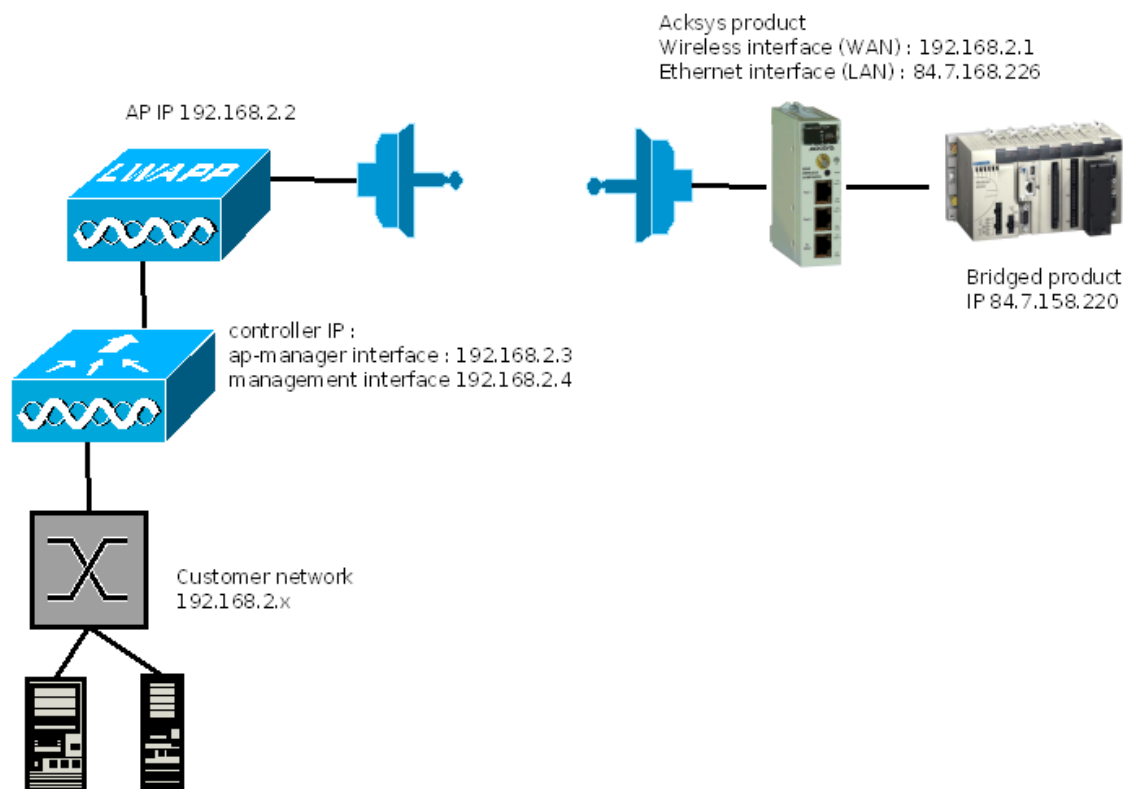 Acksys product
Wireless interface (WAN) : 192.168.2.1
Ethernet interface (LAN) : 84.7.168.226
AP IP 192.168.2.2
LWAPP
Bridged product
IP 84.7.158.220
controller IP :
ap-manager interface : 192.168.2.3
management interface 192.168.2.4
Customer network
192.168.2.x